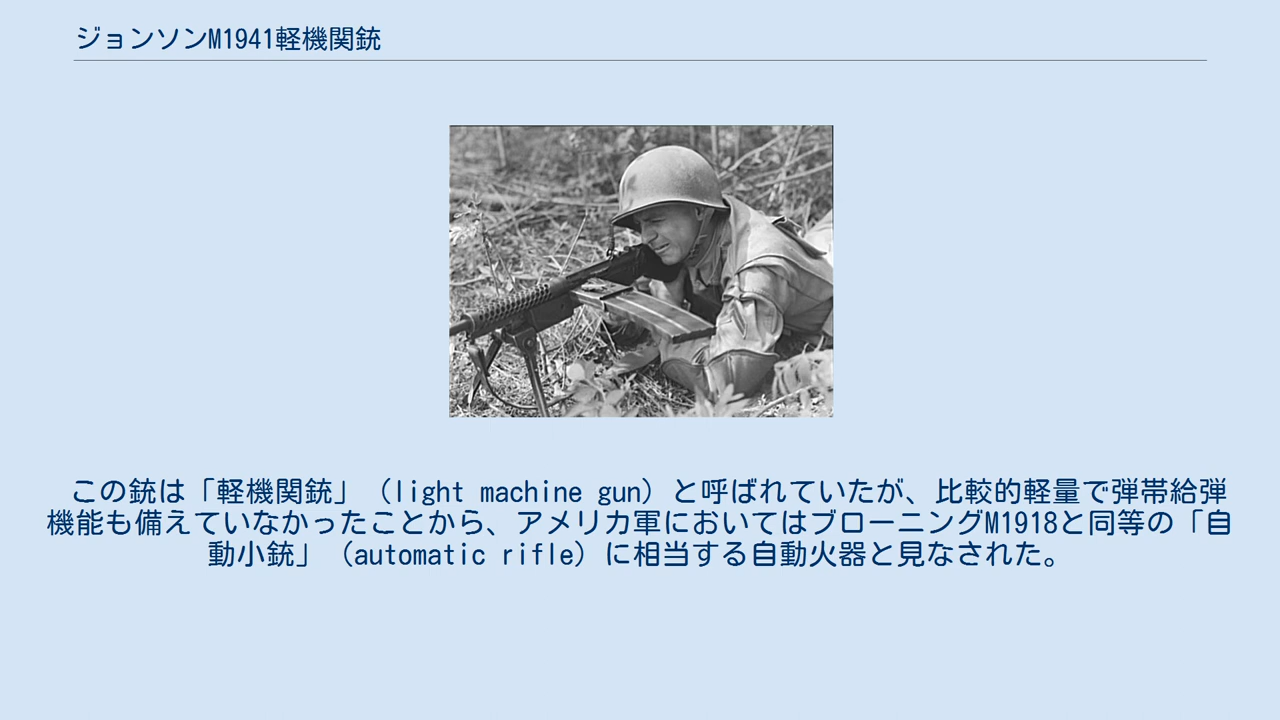 ジョンソンM1941軽機関銃
この銃は「軽機関銃」（light machine gun）と呼ばれていたが、比較的軽量で弾帯給弾
機能も備えていなかったことから、アメリカ軍においてはブローニングM1918と同等の「自
動小銃」（automatic rifle）に相当する自動火器と見なされた。